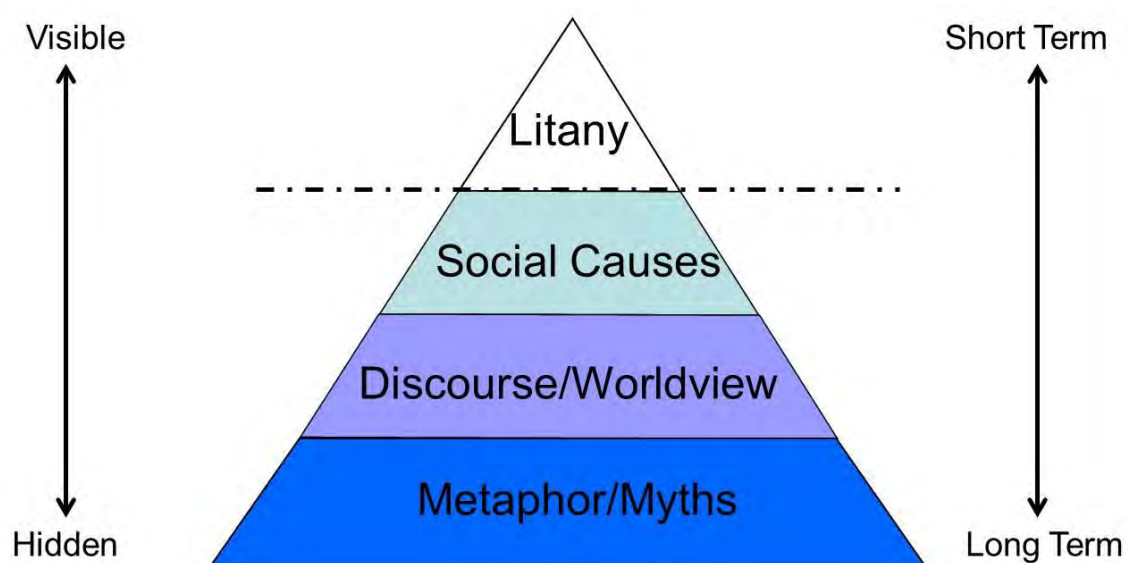 Visible
Short Term
Litany
Social Causes
Discourse/Worldview
Metaphor/Myths
Hidden
Long Term